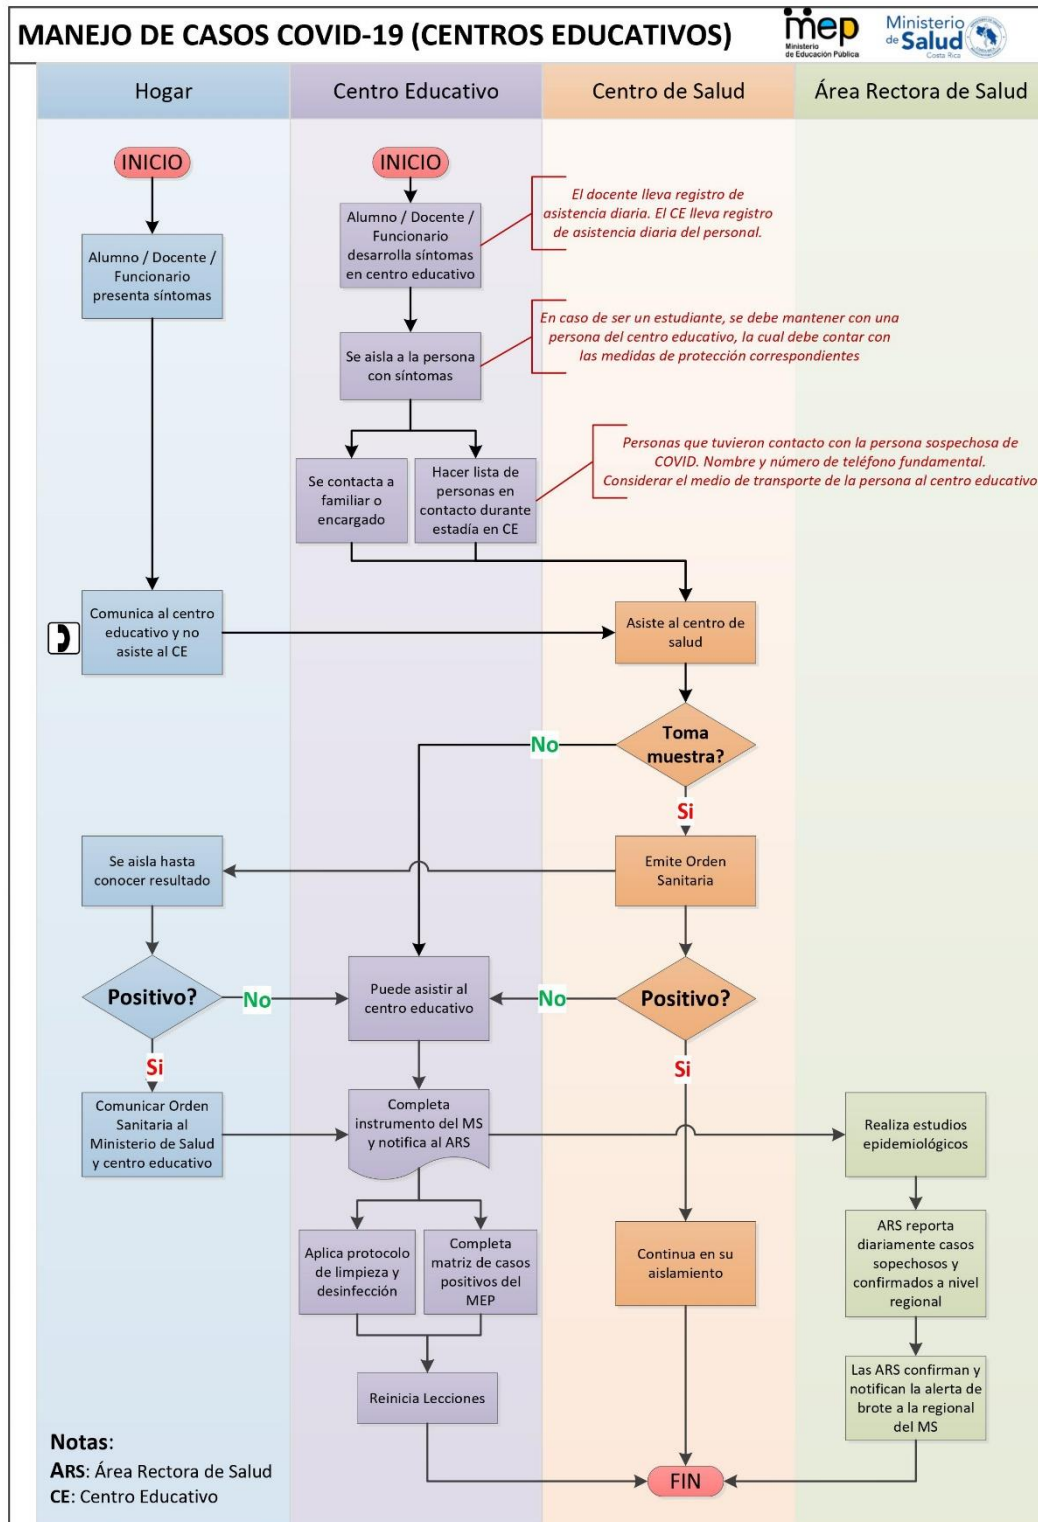 MANEJO DE CASOS COVID-19 (CENTROS EDUCATIVOS)
mep
Ministerio
de Educación Pública
Ministerio
de Salud
Costa Rica
Hogar
Centro Educativo
Centro de Salud
Área Rectora de Salud
INICIO
INICIO
Alumno / Docente /
Funcionario
presenta síntomas
Alumno / Docente /
Funcionario
desarrolla síntomas
en centro educativo
El docente lleva registro de
asistencia diaria. El CE lleva registro
de asistencia diaria del personal.
Se aisla a la persona
con síntomas
En caso de ser un estudiante, se debe mantener con una
persona del centro educativo, la cual debe contar con
las medidas de protección correspondientes
Se contacta a
familiar o
encargado
Hacer lista de
personas en
contacto durante
estadía en CE
Personas que tuvieron contacto con la persona sospechosa de
COVID. Nombre y número de teléfono fundamental.
Considerar el medio de transporte de la persona al centro educativo
Comunica al centro
educativo y no
asiste al CE
Asiste al centro de
salud
Toma
muestra?
No
Si
Se aisla hasta
conocer resultado
Emite Orden
Sanitaria
Positivo?
No
Puede asistir al
centro educativo
No
Positivo?
Si
Si
Comunicar Orden
Sanitaria al
Ministerio de Salud
y centro educativo
Completa
instrumento del MS
y notifica al ARS
Realiza estudios
epidemiológicos
Aplica protocolo
de limpieza y
desinfección
Completa
matriz de casos
positivos del
MEP
Continua en su
aislamiento
ARS reporta
diariamente casos
sopechosos y
confirmados a nivel
regional
Reinicia Lecciones
Las ARS confirman y
notifican la alerta de
brote a la regional
del MS
FIN
Notas:
ARS: Área Rectora de Salud
CE: Centro Educativo